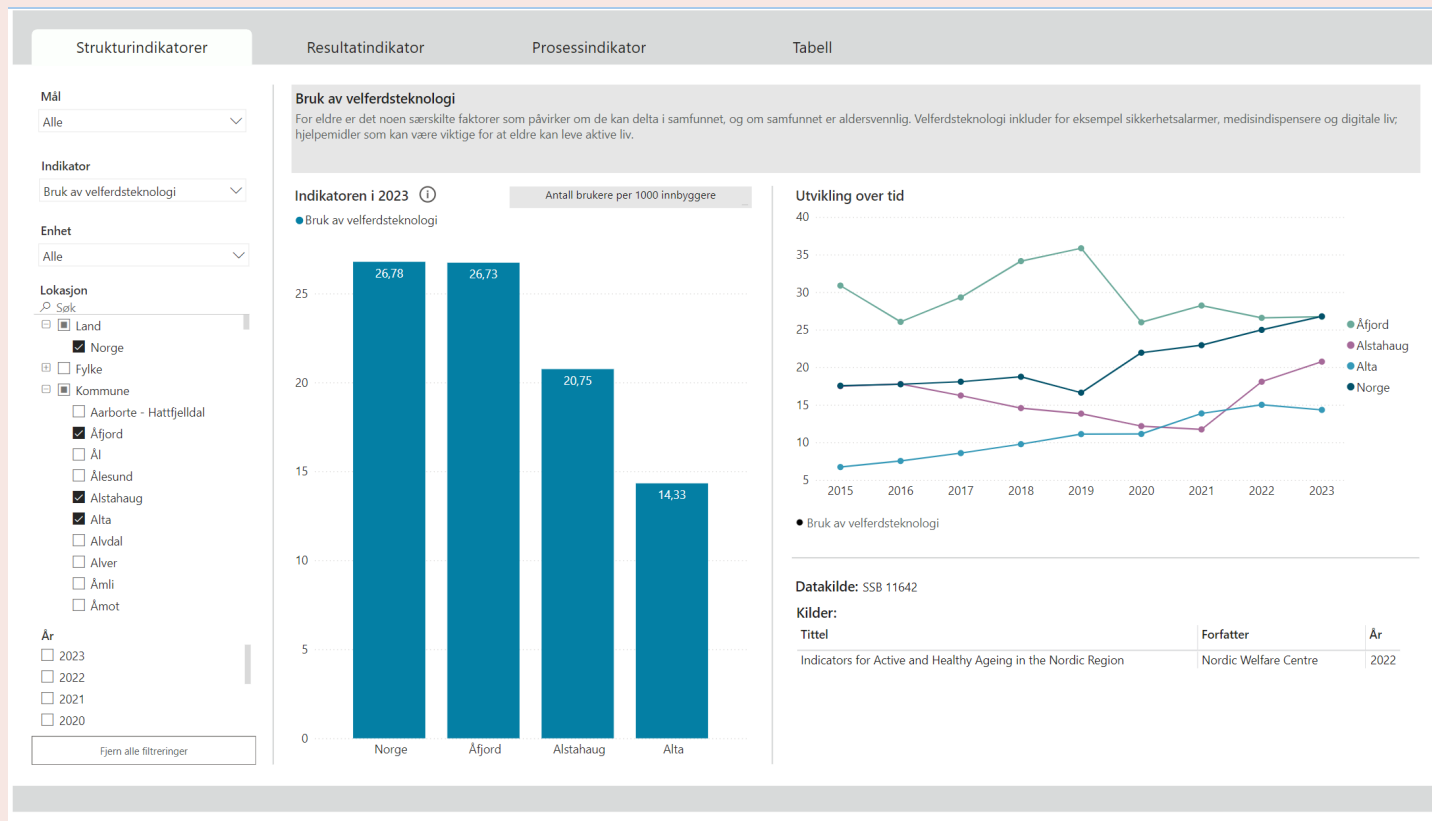 Strukturindikatorer
Resultatindikator
Prosessindikator
Tabell
Mål
Alle
Indikator
Bruk av velferdsteknologi
Enhet
Alle
Lokasjon
Søk
Land
Norge
Fylke
Kommune
Aarborte - Hattfjelldal
Åfjord
Ål
Ålesund
Alstahaug
Alta
Alvdal
Alver
Åmli
Åmot
År
2023
2022
2021
2020
Fjern alle filtreringer
Bruk av velferdsteknologi
For eldre er det noen særskilte faktorer som påvirker om de kan delta i samfunnet, og om samfunnet er aldersvennlig. Velferdsteknologi inkluder for eksempel sikkerhetsalarmer, medisindispensere og digitale liv;
hjelpemidler som kan være viktige for at eldre kan leve aktive liv.
Indikatoren i 2023
Antall brukere per 1000 innbyggere
Bruk av velferdsteknologi
25
20
15
10
5
0
26,78
26,73
20,75
14,33
Norge
Åfjord
Alstahaug
Alta
Utvikling over tid
40
35
30
25
20
15
10
5
2015
2016
2017
2018
2019
2020
2021
2022
2023
Åfjord
Alstahaug
Alta
Norge
Bruk av velferdsteknologi
Datakilde: SSB 11642
Kilder:
Tittel Forfatter År
Indicators for Active and Healthy Ageing in the Nordic Region Nordic Welfare Centre 2022